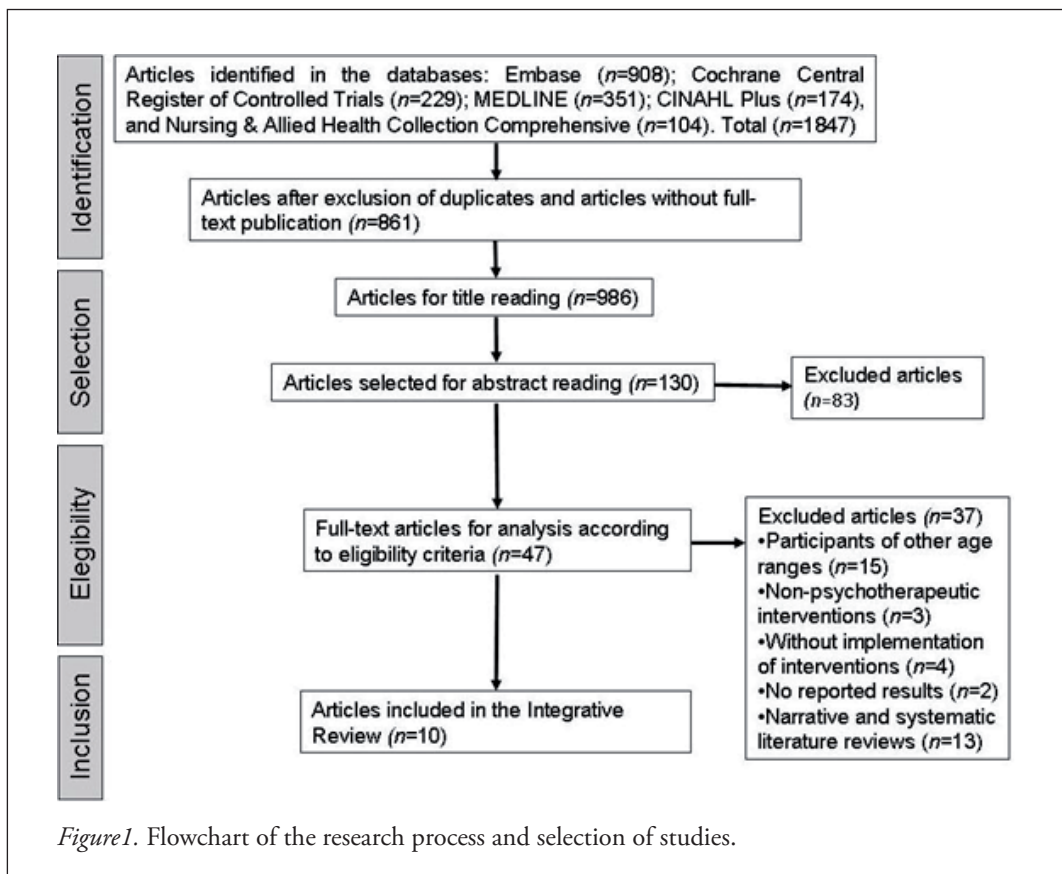 Identification
Articles identified in the databases: Embase (n=908); Cochrane Central
Register of Controlled Trials (n=229); MEDLINE (n=351); CINAHL Plus (n=174),
and Nursing & Allied Health Collection Comprehensive (n=104). Total (n=1847)
Articles after exclusion of duplicates and articles without full-
text publication (n=861)
Selection
Articles for title reading (n=986)
Articles selected for abstract reading (n=130)
Excluded articles
(n=83)
Elegibility
Full-text articles for analysis according
to eligibility criteria (n=47)
Excluded articles (n=37)
•Participants of other age
ranges (n=15)
•Non-psychotherapeutic
interventions (n=3)
•Without implementation
of interventions (n=4)
•No reported results (n=2)
•Narrative and systematic
literature reviews (n=13)
Inclusion
Articles included in the Integrative
Review (n=10)
Figure1. Flowchart of the research process and selection of studies.